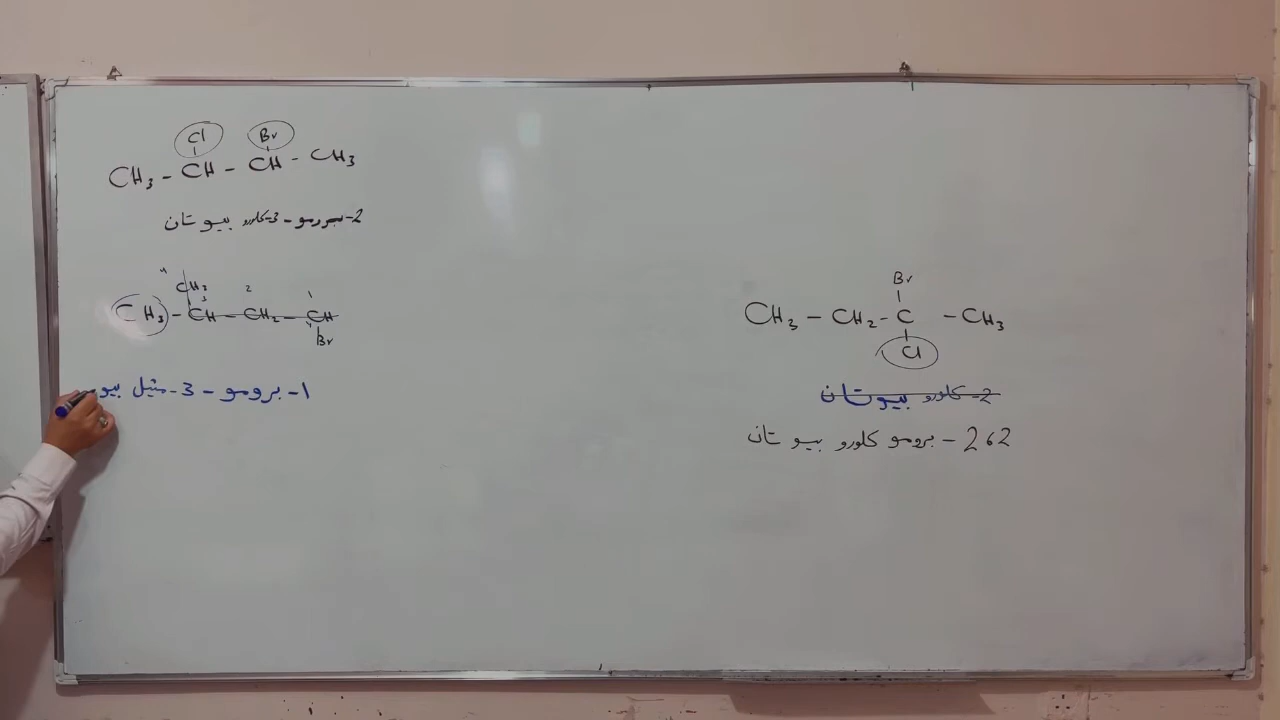 Cl Br
CH₃ - CH - CH - CH₃
2-برومو-3-كلورو بيوتان
4 CH₃ 3 2 1
CH₃ - CH - CH₂ - CH
Br
1- برومو - 3- مثيل بيو
Br
CH₃ - CH₂ - C - CH₃
Cl
2- كلورو بيوتان
2،2 - برومو كلورو بيوتان